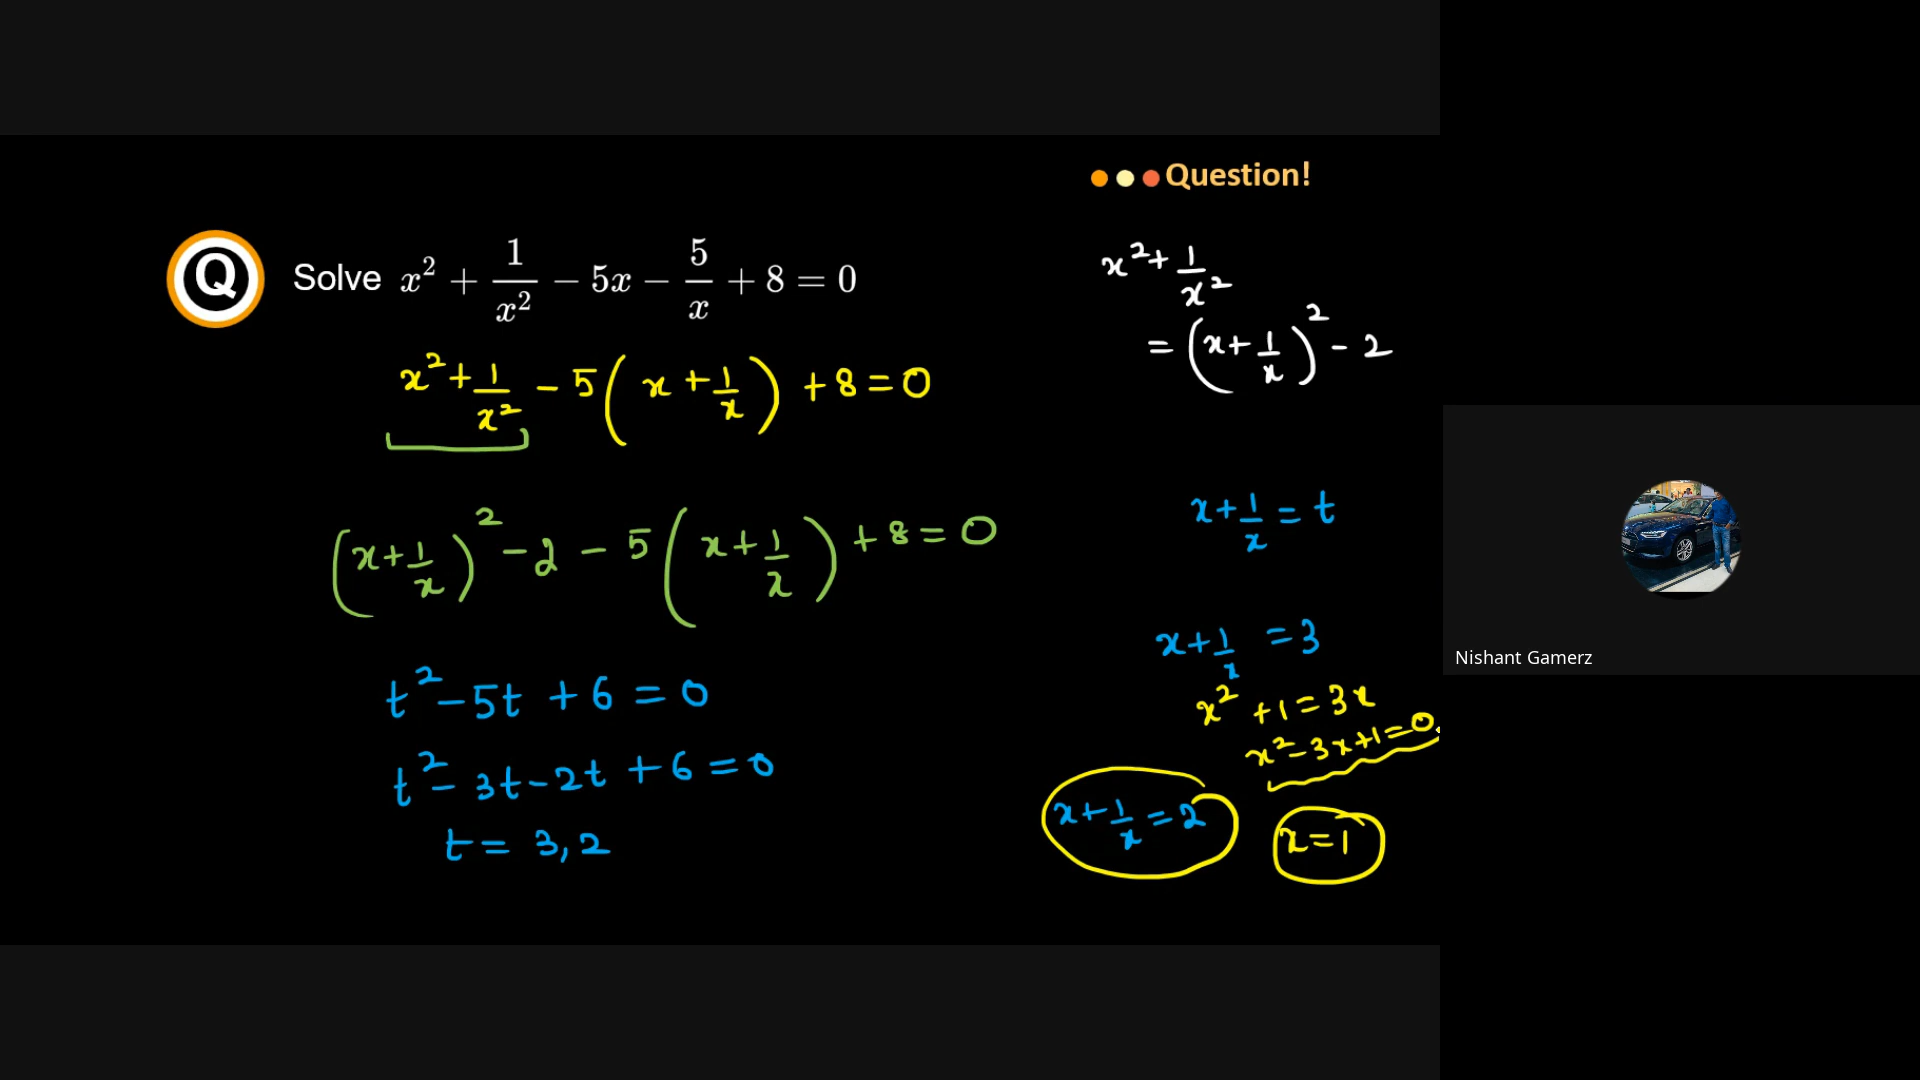 Question!
Q Solve x² + 1/x² − 5x − 5/x + 8 = 0
x² + 1/x² − 5(x + 1/x) + 8 = 0
(x + 1/x)² − 2 − 5(x + 1/x) + 8 = 0
t² − 5t + 6 = 0
t² − 3t − 2t + 6 = 0
t = 3, 2
x² + 1/x²
= (x + 1/x)² − 2
x + 1/x = t
x + 1/x = 3
x² + 1 = 3x
x² − 3x + 1 = 0
x + 1/x = 2
x = 1
Nishant Gamerz